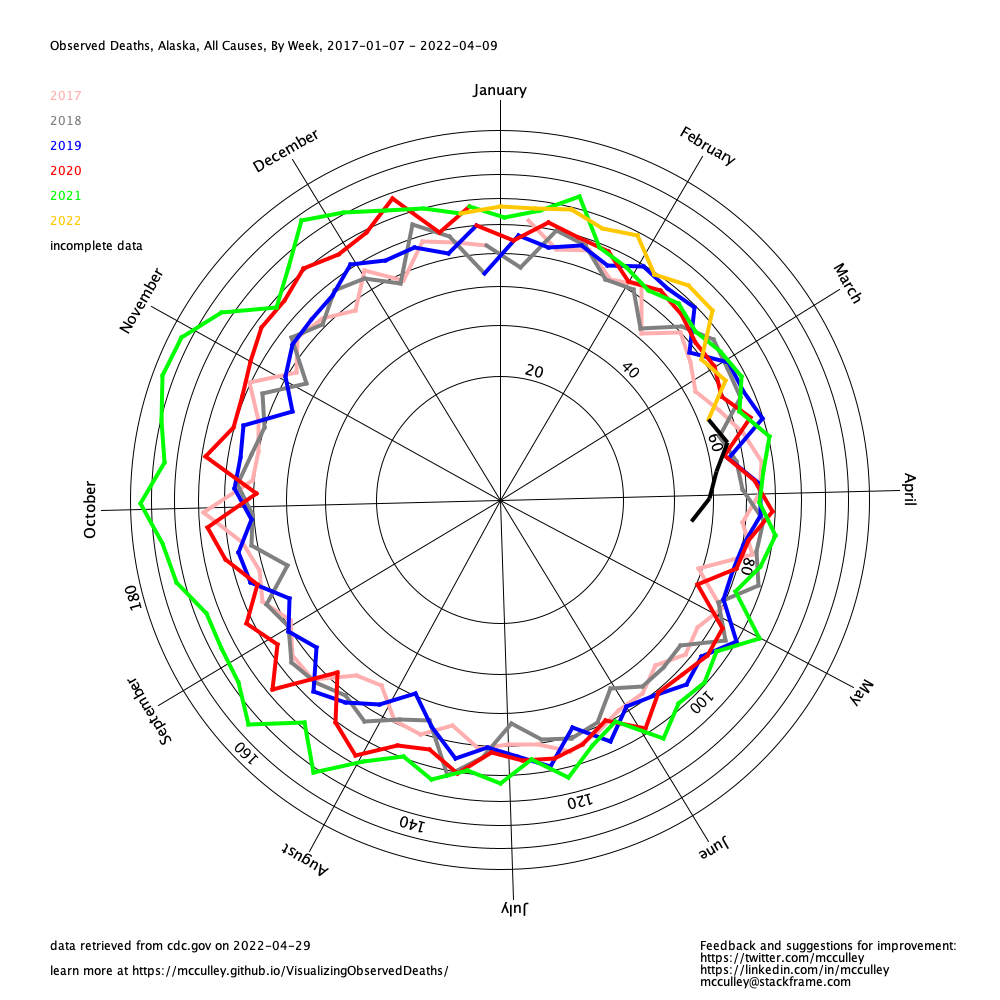 Observed Deaths, Alaska, All Causes, By Week, 2017-01-07 - 2022-04-09
2017
2018
2019
2020
2021
2022
incomplete data
January
February
March
April
May
June
July
August
September
October
November
December
20
40
60
80
100
120
140
160
180
data retrieved from cdc.gov on 2022-04-29
learn more at https://mcculley.github.io/VisualizingObservedDeaths/
Feedback and suggestions for improvement:
https://twitter.com/mcculley
https://linkedin.com/in/mcculley
mcculley@stackframe.com